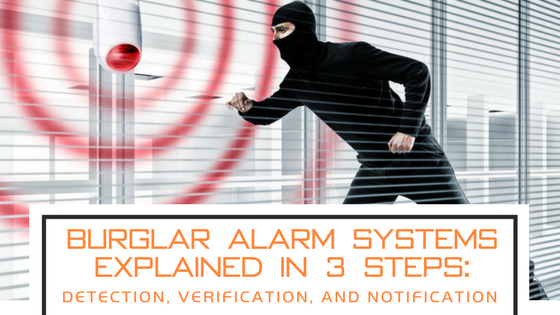 BURGLAR ALARM SYSTEMS
EXPLAINED IN 3 STEPS:
DETECTION, VERIFICATION, AND NOTIFICATION